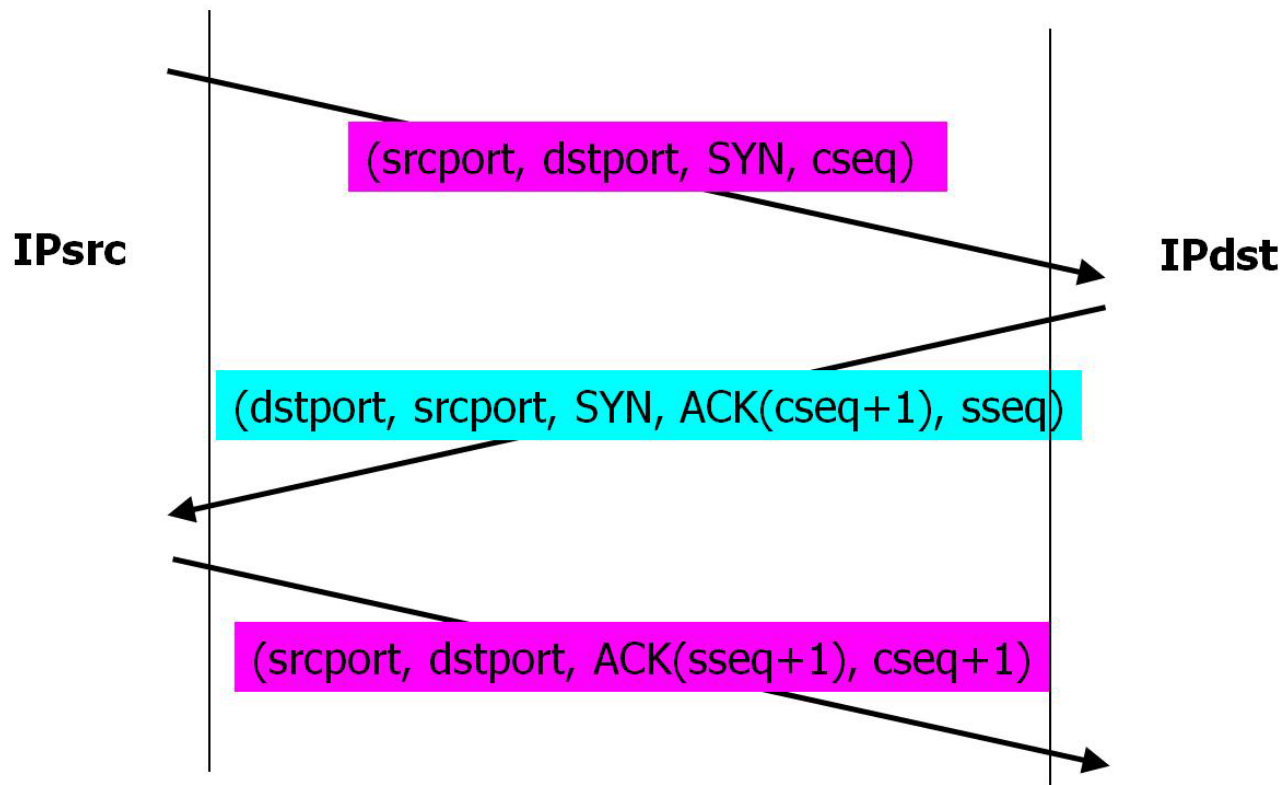 (srcport, dstport, SYN, cseq)
IPsrc
IPdst
(dstport, srcport, SYN, ACK(cseq+1), sseq)
(srcport, dstport, ACK(sseq+1), cseq+1)